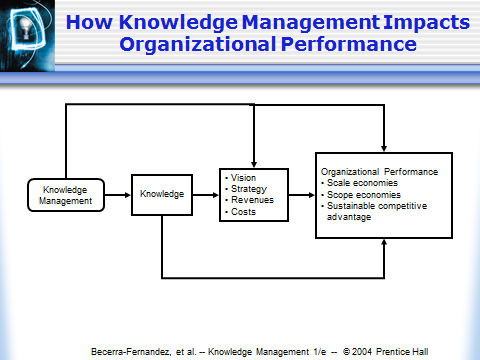 How Knowledge Management Impacts
Organizational Performance
Knowledge
Management
Knowledge
• Vision
• Strategy
• Revenues
• Costs
Organizational Performance
• Scale economies
• Scope economies
• Sustainable competitive
advantage
Becerra-Fernandez, et al. -- Knowledge Management 1/e -- © 2004 Prentice Hall